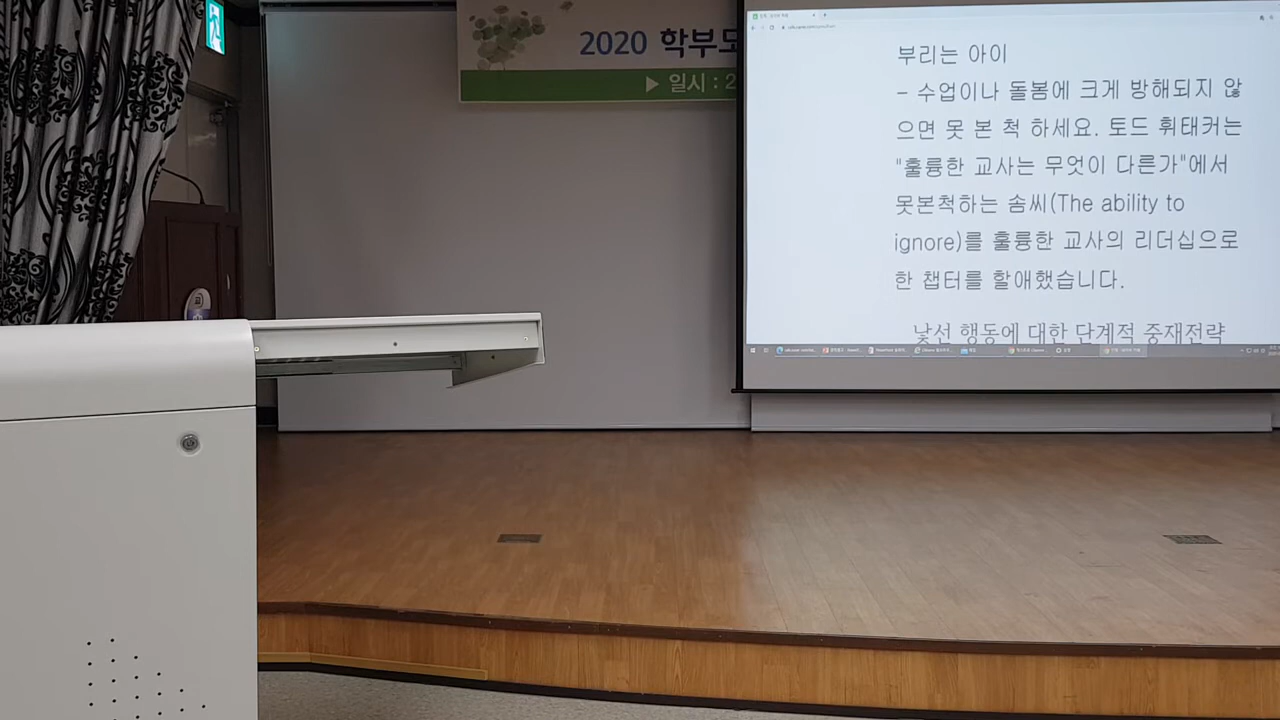 2020 학부모
▶ 일시 : 2
부리는 아이
- 수업이나 돌봄에 크게 방해되지 않
으면 못 본 척 하세요. 토드 휘태커는
"훌륭한 교사는 무엇이 다른가"에서
못본척하는 솜씨(The ability to
ignore)를 훌륭한 교사의 리더십으로
한 챕터를 할애했습니다.
낯선 행동에 대한 단계적 중재전략